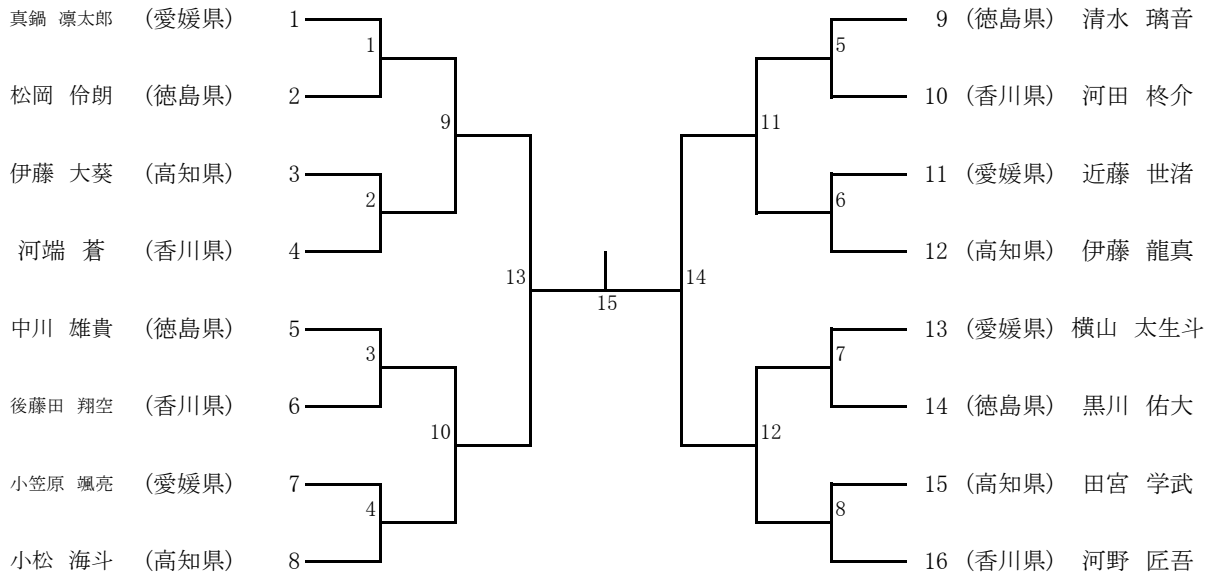 真鍋 凛太郎 (愛媛県) 1
松岡 伶朗 (徳島県) 2
伊藤 大葵 (高知県) 3
河端 蒼 (香川県) 4
中川 雄貴 (徳島県) 5
後藤田 翔空 (香川県) 6
小笠原 颯亮 (愛媛県) 7
小松 海斗 (高知県) 8
1
2
3
4
9
10
13
15
14
11
12
5
6
7
8
9 (徳島県) 清水 璃音
10 (香川県) 河田 柊介
11 (愛媛県) 近藤 世渚
12 (高知県) 伊藤 龍真
13 (愛媛県) 横山 太生斗
14 (徳島県) 黒川 佑大
15 (高知県) 田宮 学武
16 (香川県) 河野 匠吾